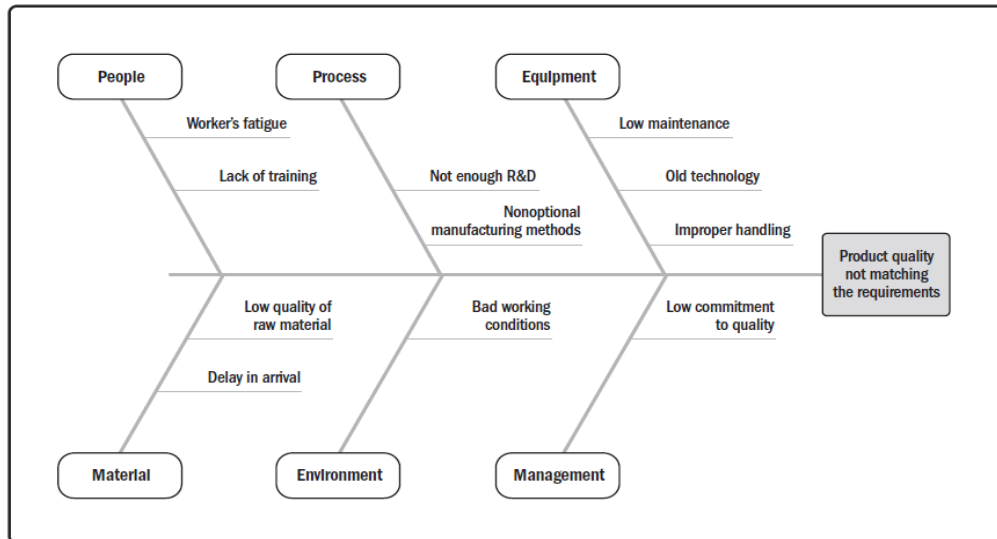 People
Process
Equipment
Worker's fatigue
Low maintenance
Lack of training
Not enough R&D
Old technology
Nonoptional
manufacturing methods
Improper handling
Product quality
not matching
the requirements
Low quality of
raw material
Bad working
conditions
Low commitment
to quality
Delay in arrival
Material
Environment
Management